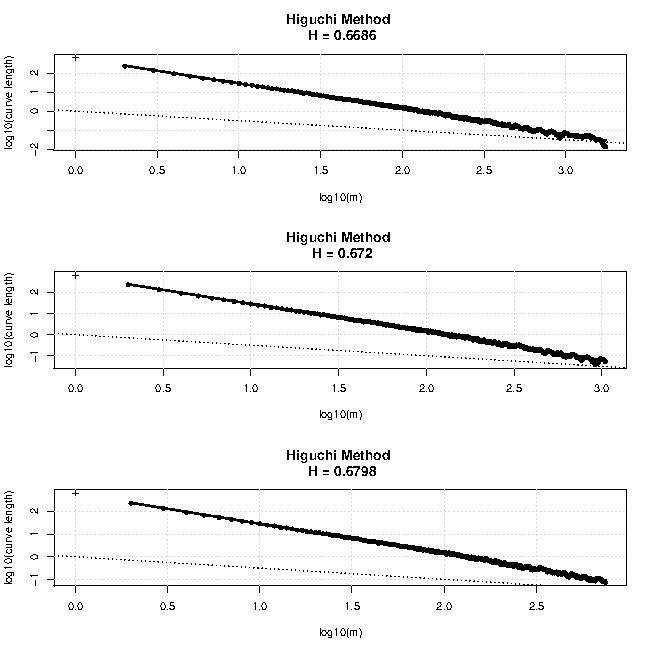 Higuchi Method
H = 0.6686
log10(curve length)
2
1
0
−2
0.0 0.5 1.0 1.5 2.0 2.5 3.0
log10(m)
Higuchi Method
H = 0.672
log10(curve length)
2
1
0
−1
0.0 0.5 1.0 1.5 2.0 2.5 3.0
log10(m)
Higuchi Method
H = 0.6798
log10(curve length)
2
1
0
−1
0.0 0.5 1.0 1.5 2.0 2.5
log10(m)